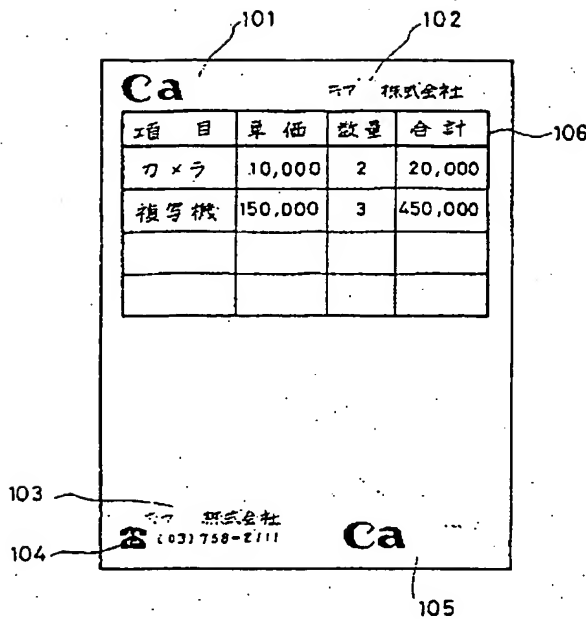 101 102
Ca 株式会社
項 目 単 価 数量 合 計 106
カメラ 10,000 2 20,000
複写機 150,000 3 450,000
103
株式会社
104 ☎ (03)758-2111 Ca
105